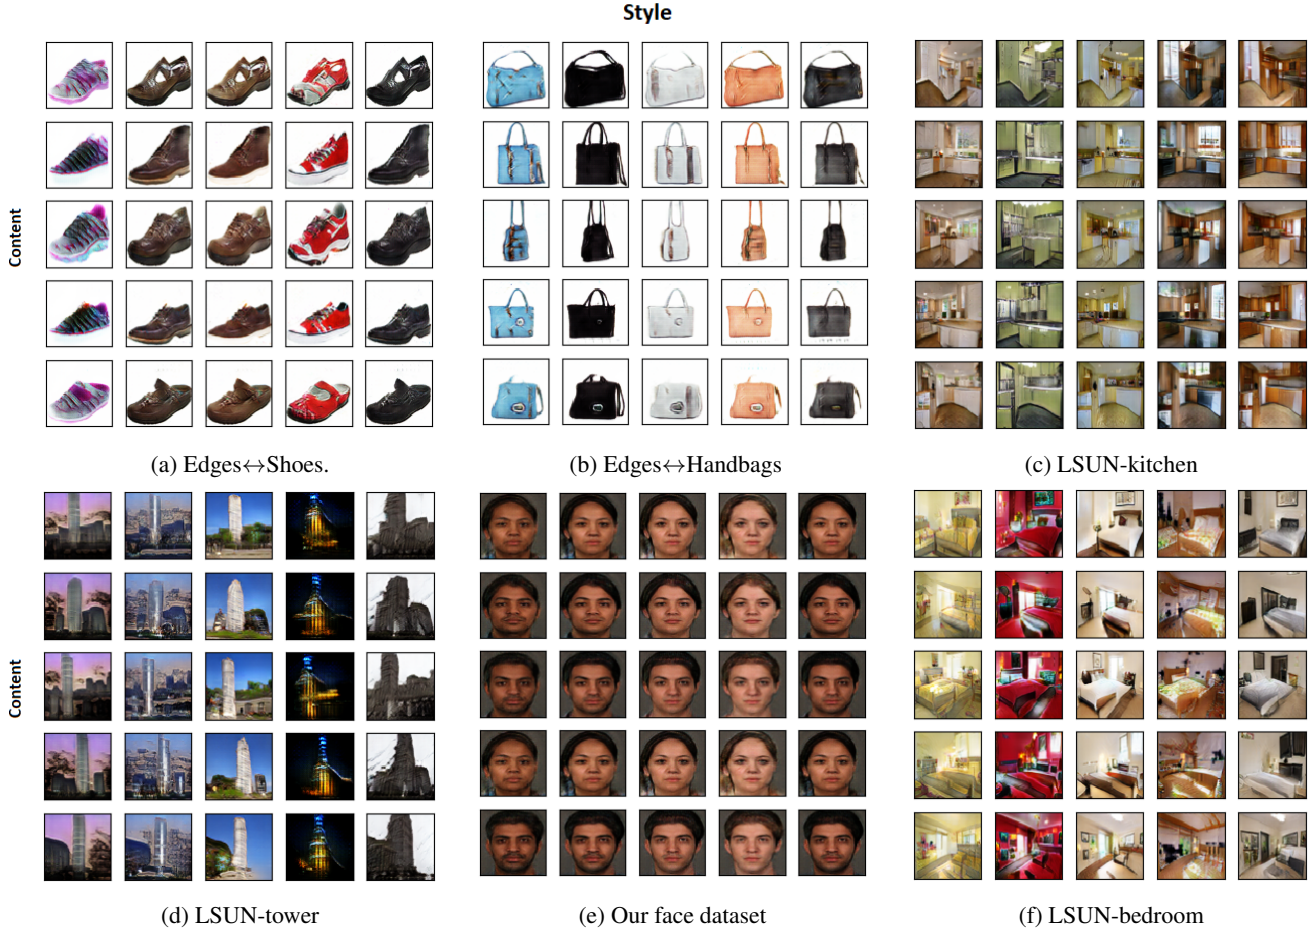 Style
Content
(a) Edges↔Shoes.
(b) Edges↔Handbags
(c) LSUN-kitchen
Content
(d) LSUN-tower
(e) Our face dataset
(f) LSUN-bedroom